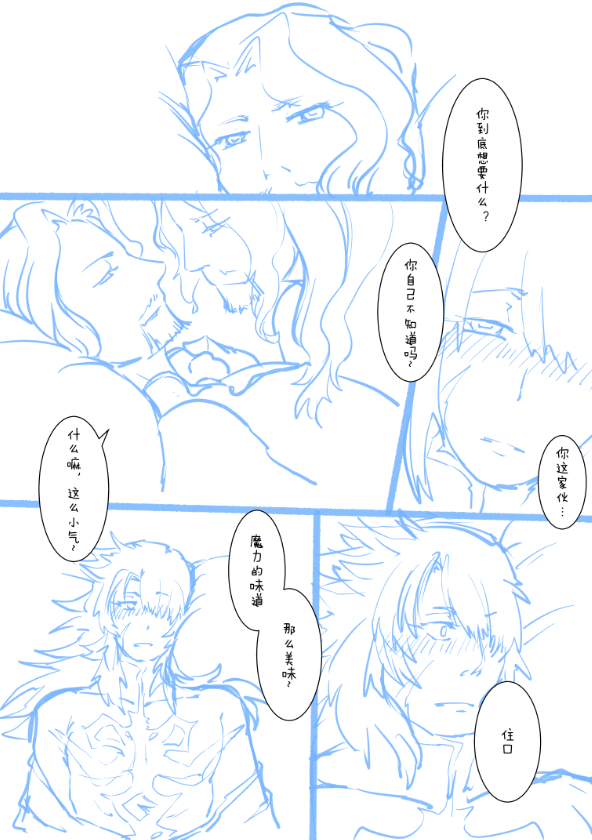 你到底想要什么？
你自己不知道吗~
你这家伙…
什么嘛，这么小气~
魔力的味道
那么美味~
住口